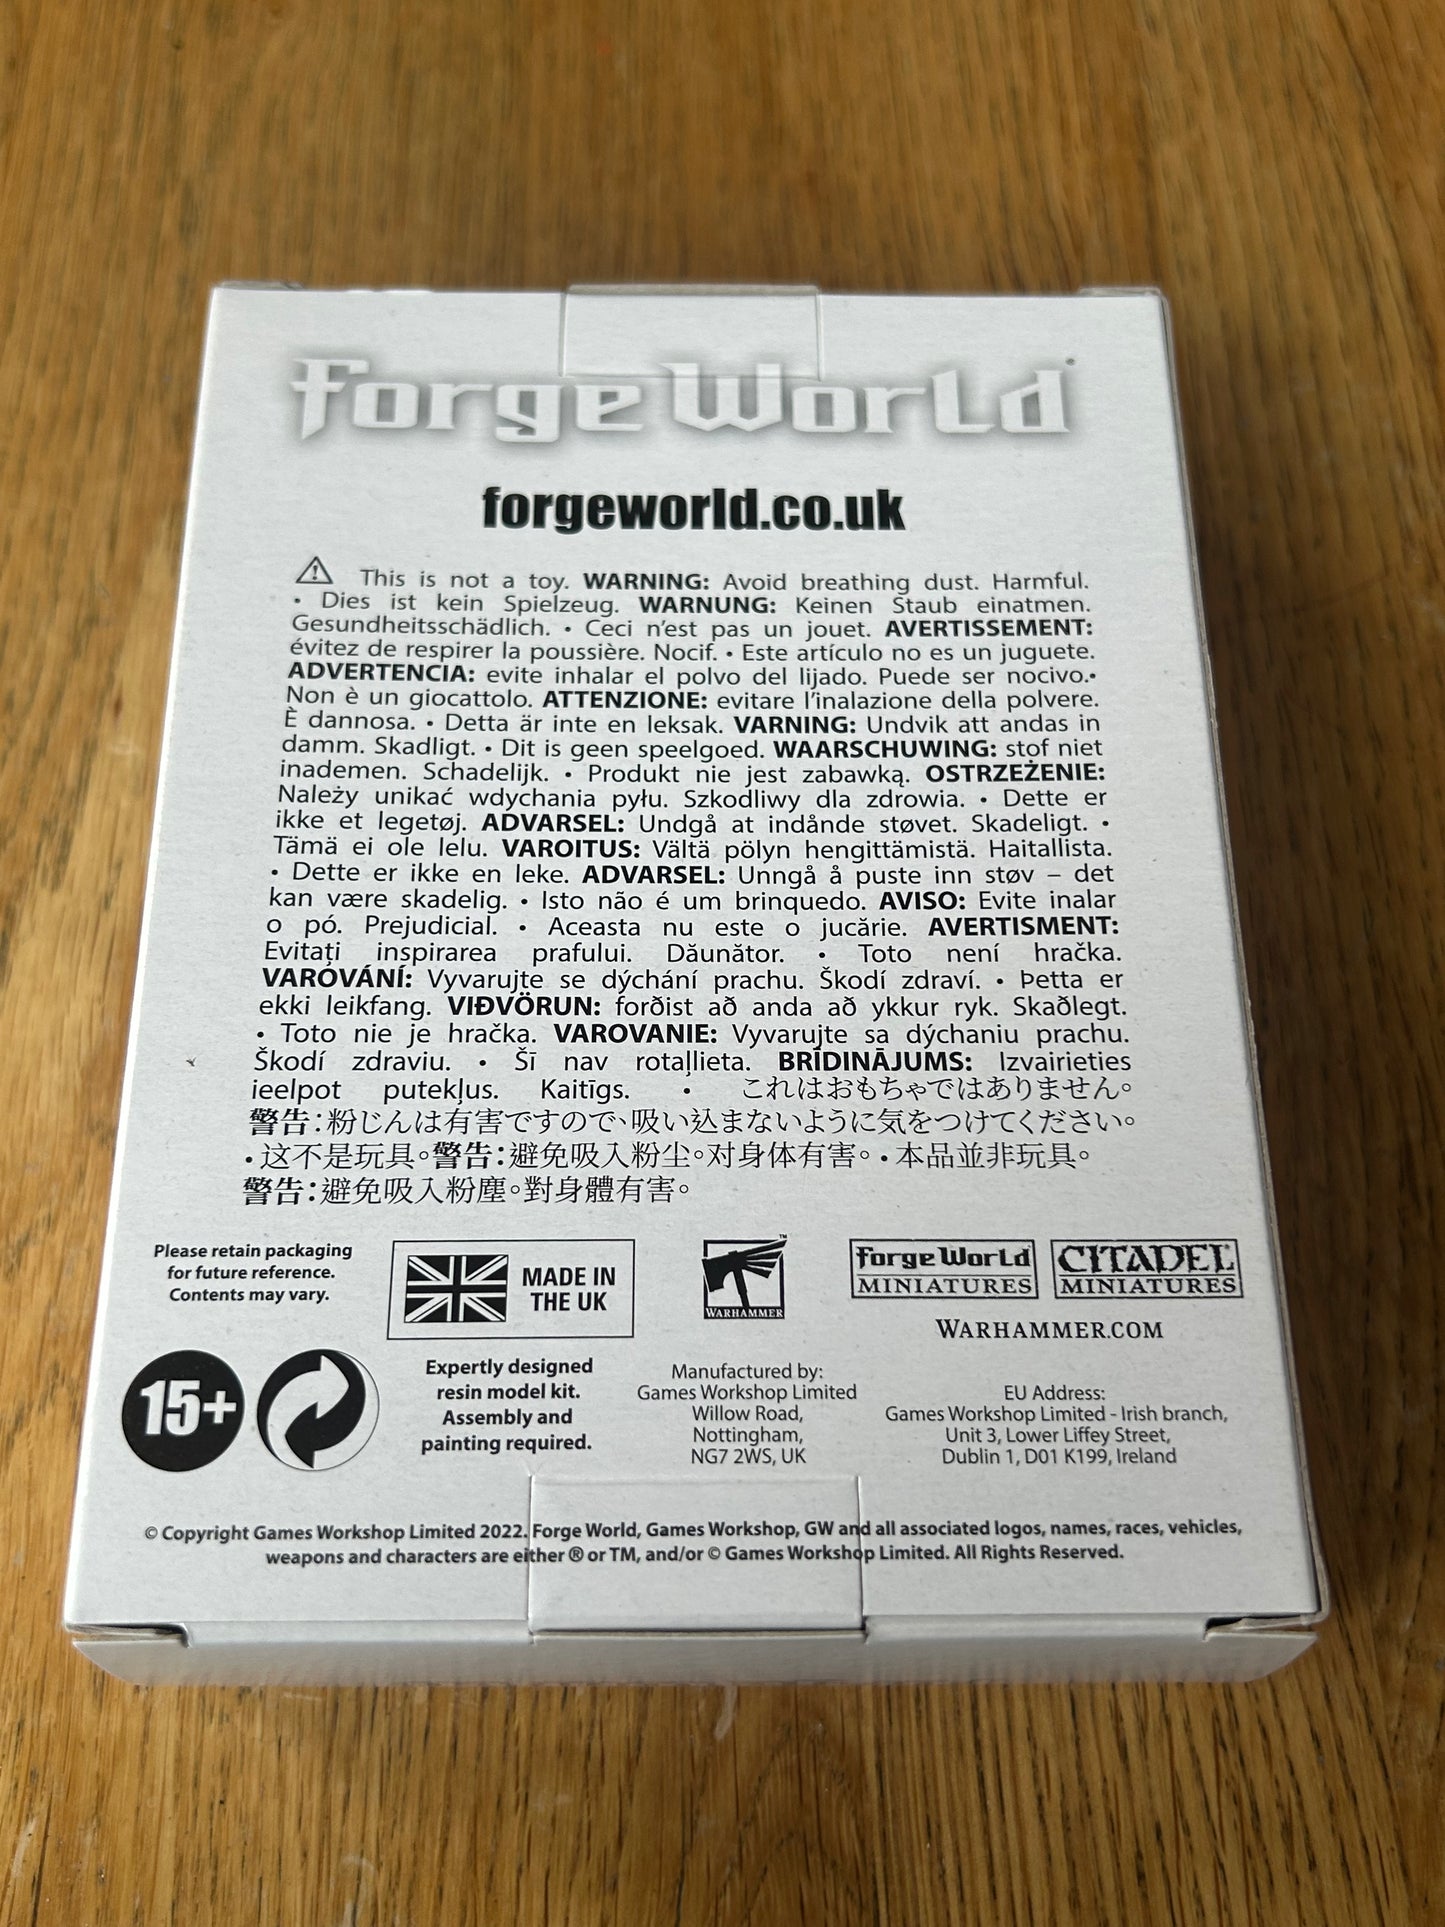 Forge World®
forgeworld.co.uk
⚠ This is not a toy. WARNING: Avoid breathing dust. Harmful.
• Dies ist kein Spielzeug. WARNUNG: Keinen Staub einatmen.
Gesundheitsschädlich. • Ceci n’est pas un jouet. AVERTISSEMENT:
évitez de respirer la poussière. Nocif. • Este artículo no es un juguete.
ADVERTENCIA: evite inhalar el polvo del lijado. Puede ser nocivo.•
Non è un giocattolo. ATTENZIONE: evitare l’inalazione della polvere.
È dannosa. • Detta är inte en leksak. VARNING: Undvik att andas in
damm. Skadligt. • Dit is geen speelgoed. WAARSCHUWING: stof niet
inademen. Schadelijk. • Produkt nie jest zabawką. OSTRZEŻENIE:
Należy unikać wdychania pyłu. Szkodliwy dla zdrowia. • Dette er
ikke et legetøj. ADVARSEL: Undgå at indånde støvet. Skadeligt. •
Tämä ei ole lelu. VAROITUS: Vältä pölyn hengittämistä. Haitallista.
• Dette er ikke en leke. ADVARSEL: Unngå å puste inn støv – det
kan være skadelig. • Isto não é um brinquedo. AVISO: Evite inalar
o pó. Prejudicial. • Aceasta nu este o jucărie. AVERTISMENT:
Evitați inspirarea prafului. Dăunător. • Toto není hračka.
VAROVÁNÍ: Vyvarujte se dýchání prachu. Škodí zdraví. • Þetta er
ekki leikfang. VIÐVÖRUN: forðist að anda að ykkur ryk. Skaðlegt.
• Toto nie je hračka. VAROVANIE: Vyvarujte sa dýchaniu prachu.
Škodí zdraviu. • Šī nav rotaļlieta. BRĪDINĀJUMS: Izvairieties
ieelpot putekļus. Kaitīgs. • これはおもちゃではありません。
警告：粉じんは有害ですので、吸い込まないように気をつけてください。
• 这不是玩具。警告：避免吸入粉尘。对身体有害。• 本品並非玩具。
警告：避免吸入粉塵。對身體有害。
Please retain packaging
for future reference.
Contents may vary.
MADE IN
THE UK
WARHAMMER™
Forge World
MINIATURES
CITADEL
MINIATURES
WARHAMMER.COM
15+
Expertly designed
resin model kit.
Assembly and
painting required.
Manufactured by:
Games Workshop Limited
Willow Road,
Nottingham,
NG7 2WS, UK
EU Address:
Games Workshop Limited - Irish branch,
Unit 3, Lower Liffey Street,
Dublin 1, D01 K199, Ireland
© Copyright Games Workshop Limited 2022. Forge World, Games Workshop, GW and all associated logos, names, races, vehicles,
weapons and characters are either ® or TM, and/or © Games Workshop Limited. All Rights Reserved.